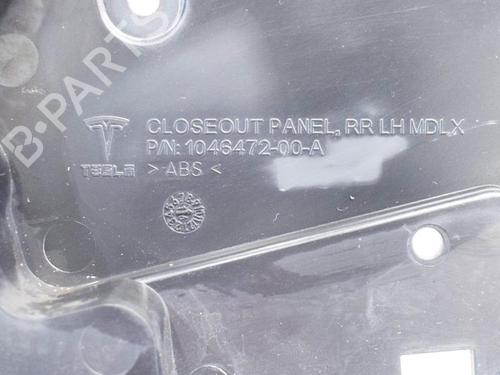 B-PARTS
CLOSEOUT PANEL, RR LH MDLX
P/N: 1046472-00-A
TESLA
> ABS <